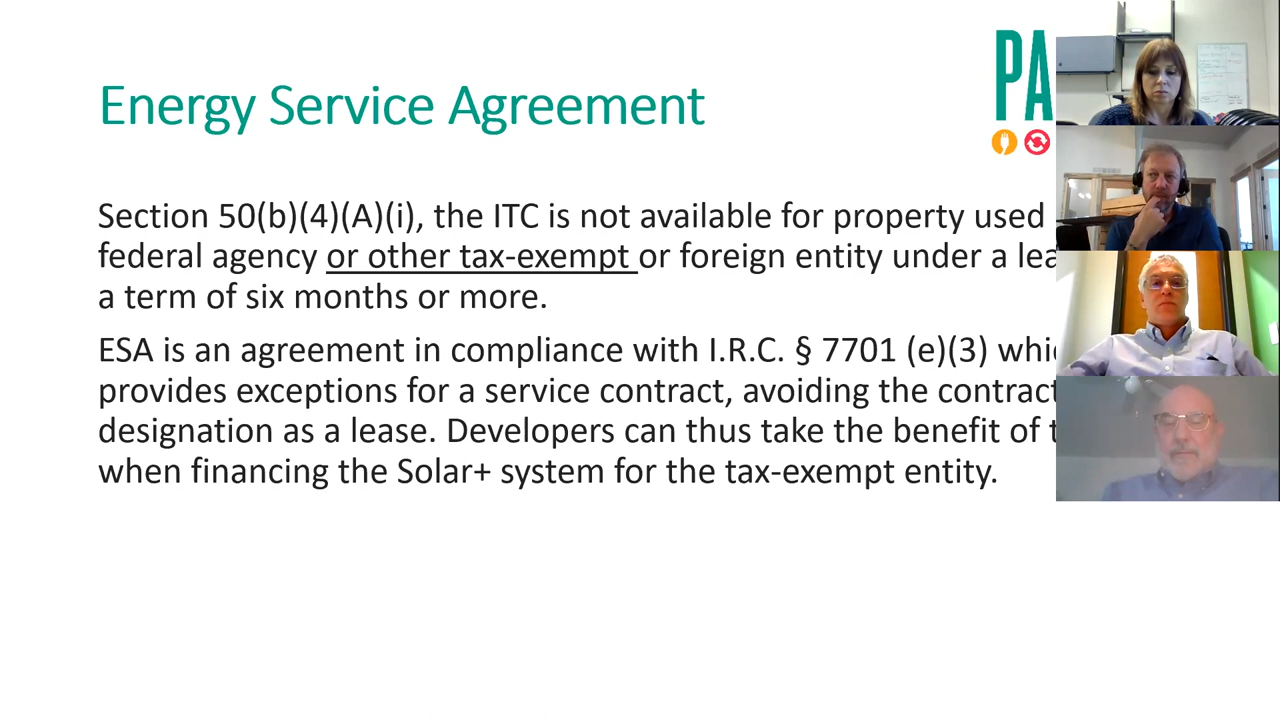 Energy Service Agreement
PA
Section 50(b)(4)(A)(i), the ITC is not available for property used
federal agency or other tax-exempt or foreign entity under a lea
a term of six months or more.
ESA is an agreement in compliance with I.R.C. § 7701 (e)(3) whic
provides exceptions for a service contract, avoiding the contract
designation as a lease. Developers can thus take the benefit of t
when financing the Solar+ system for the tax-exempt entity.